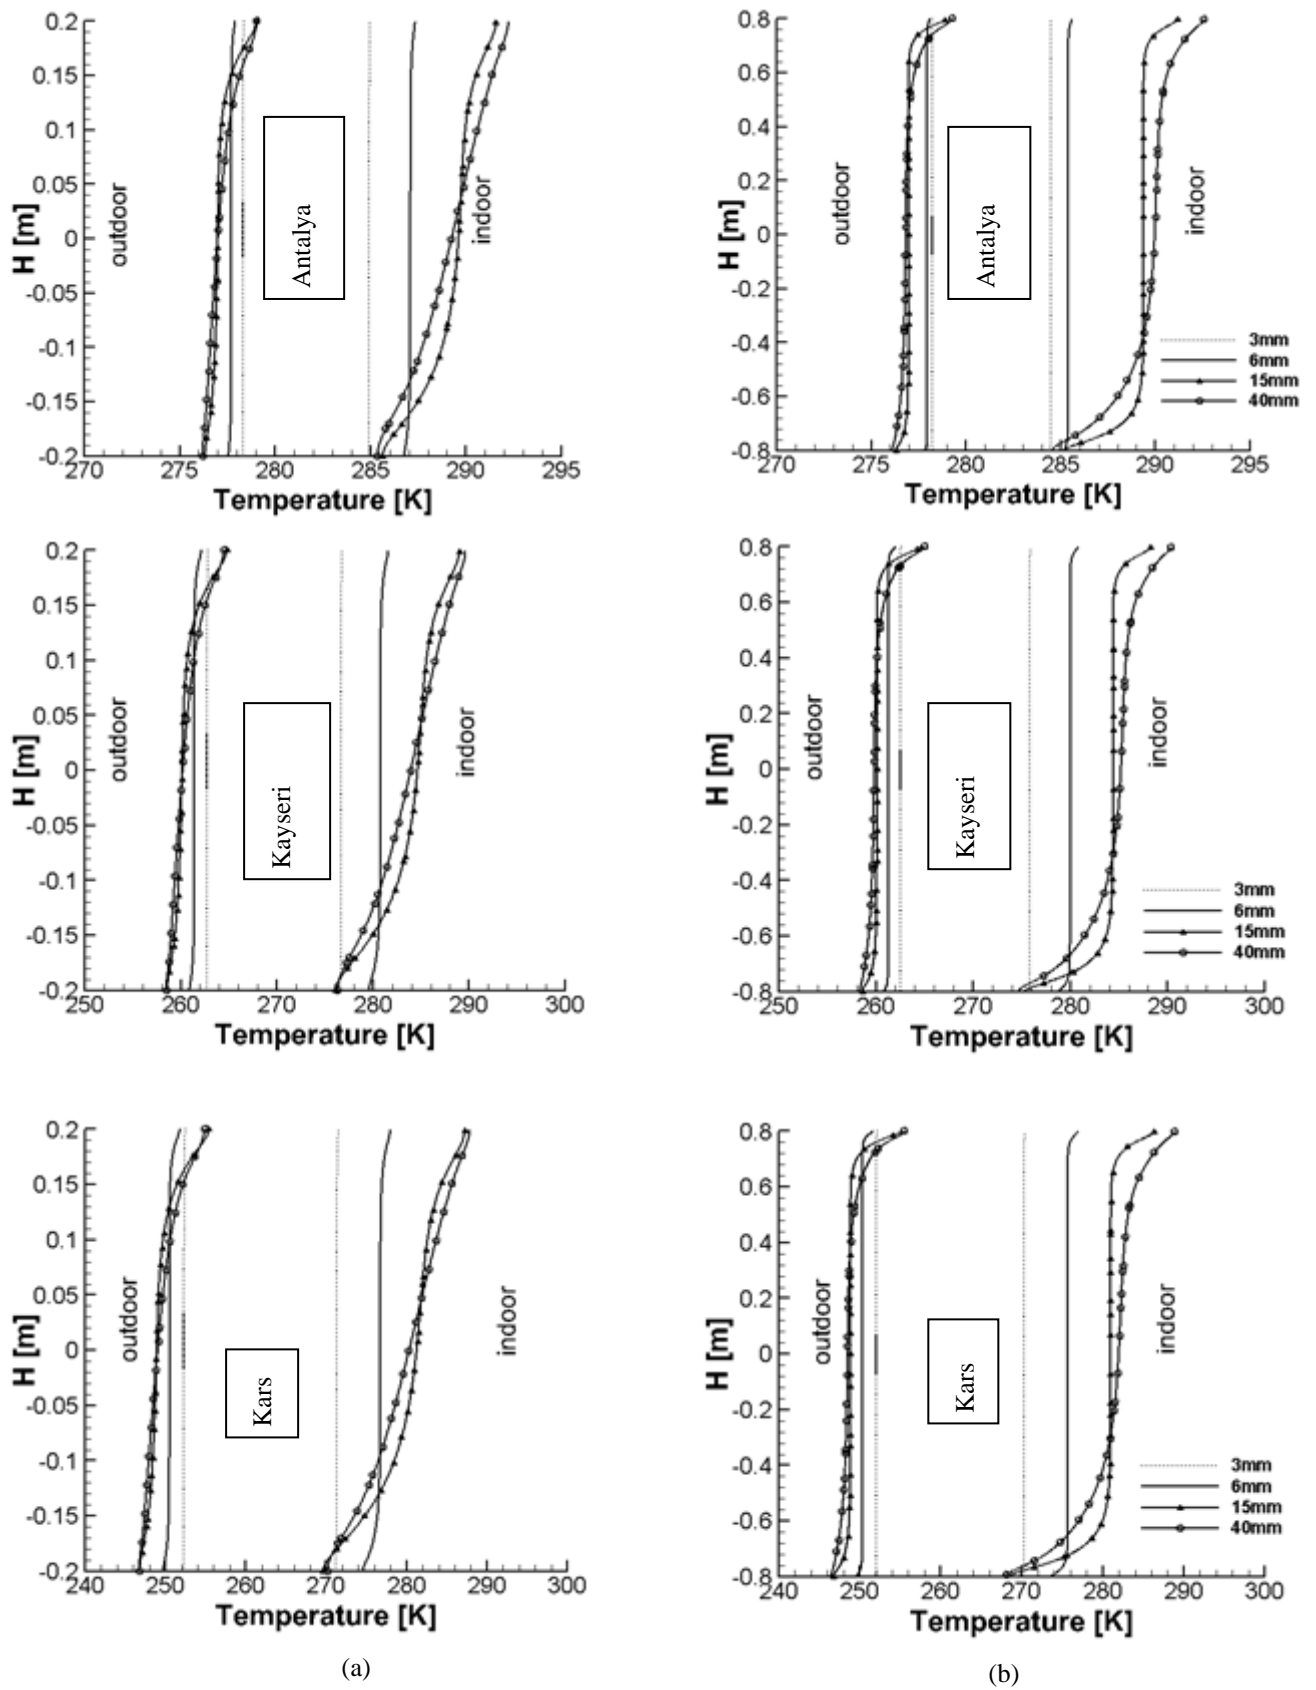 0.2
0.15
0.1
0.05
0
-0.05
-0.1
-0.15
-0.2
H [m]
outdoor
Antalya
indoor
270 275 280 285 290 295
Temperature [K]
0.8
0.6
0.4
0.2
0
-0.2
-0.4
-0.6
-0.8
H [m]
outdoor
Antalya
indoor
3mm
6mm
15mm
40mm
270 275 280 285 290 295
Temperature [K]
0.2
0.15
0.1
0.05
0
-0.05
-0.1
-0.15
-0.2
H [m]
outdoor
Kayseri
indoor
250 260 270 280 290 300
Temperature [K]
0.8
0.6
0.4
0.2
0
-0.2
-0.4
-0.6
-0.8
H [m]
outdoor
Kayseri
indoor
3mm
6mm
15mm
40mm
250 260 270 280 290 300
Temperature [K]
0.2
0.15
0.1
0.05
0
-0.05
-0.1
-0.15
-0.2
H [m]
outdoor
Kars
indoor
240 250 260 270 280 290 300
Temperature [K]
(a)
0.8
0.6
0.4
0.2
0
-0.2
-0.4
-0.6
-0.8
H [m]
outdoor
Kars
indoor
3mm
6mm
15mm
40mm
240 250 260 270 280 290 300
Temperature [K]
(b)